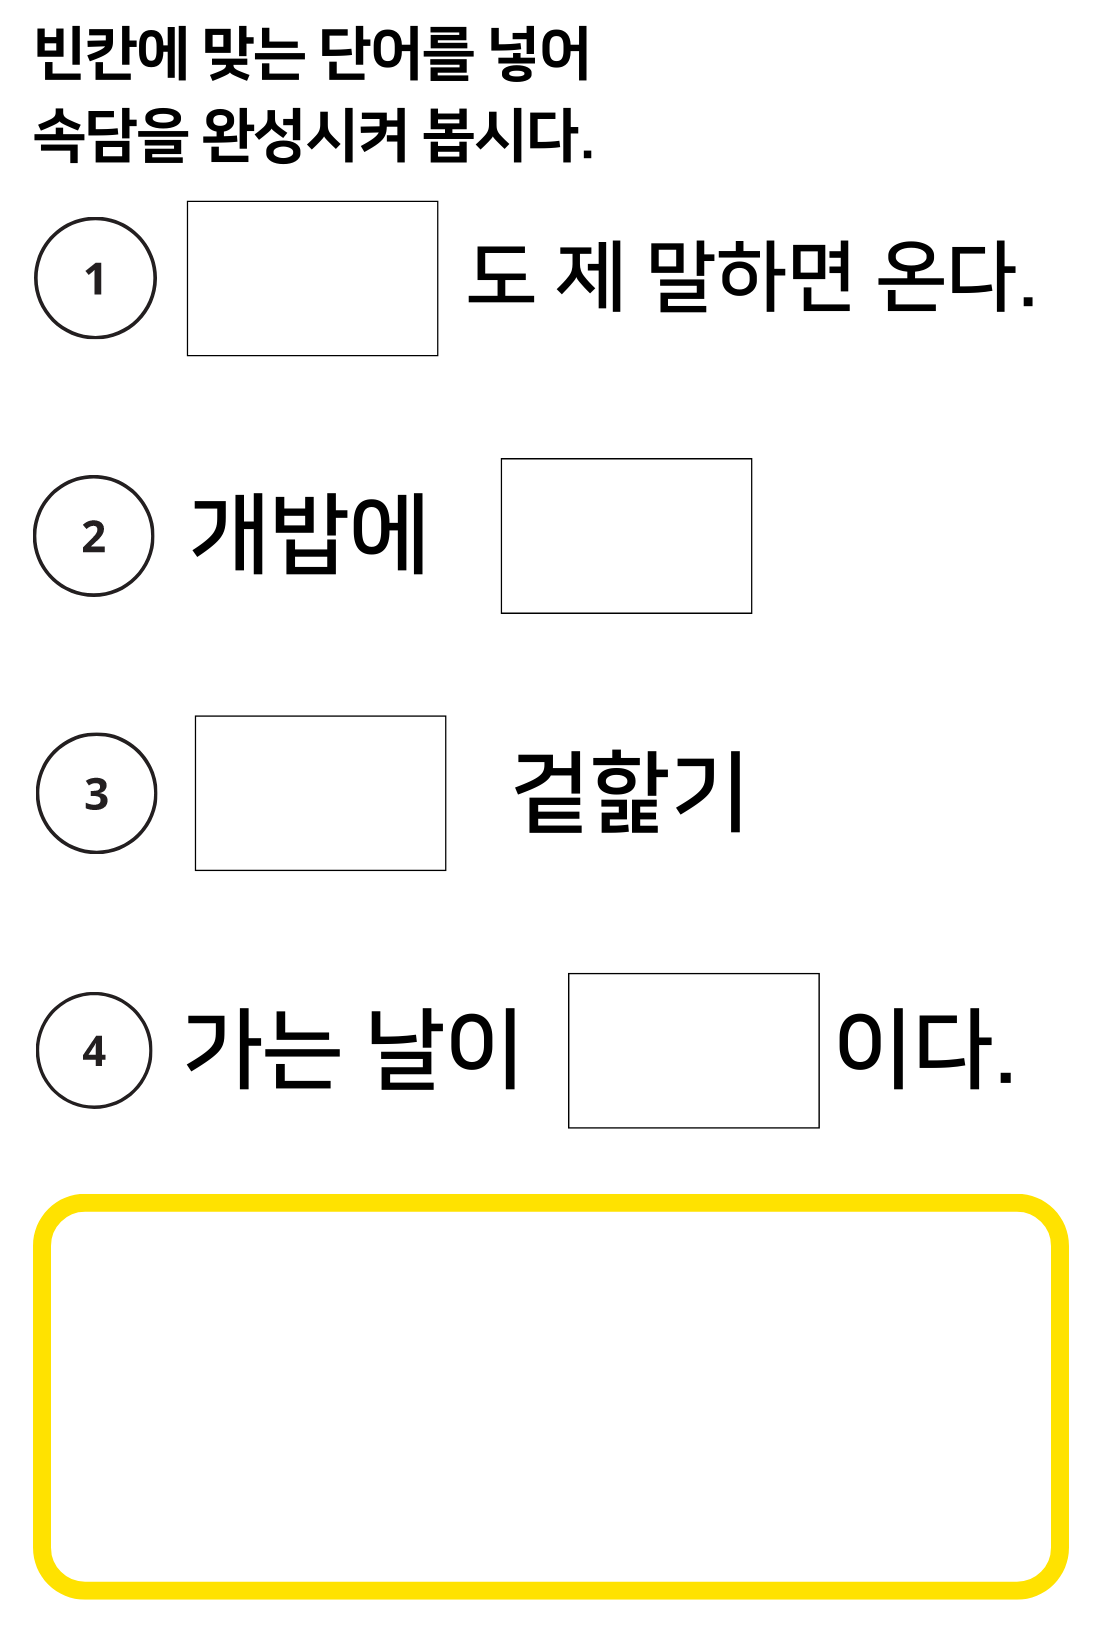 빈칸에 맞는 단어를 넣어
속담을 완성시켜 봅시다.
1 도 제 말하면 온다.
2 개밥에
3 겉핥기
4 가는 날이 이다.